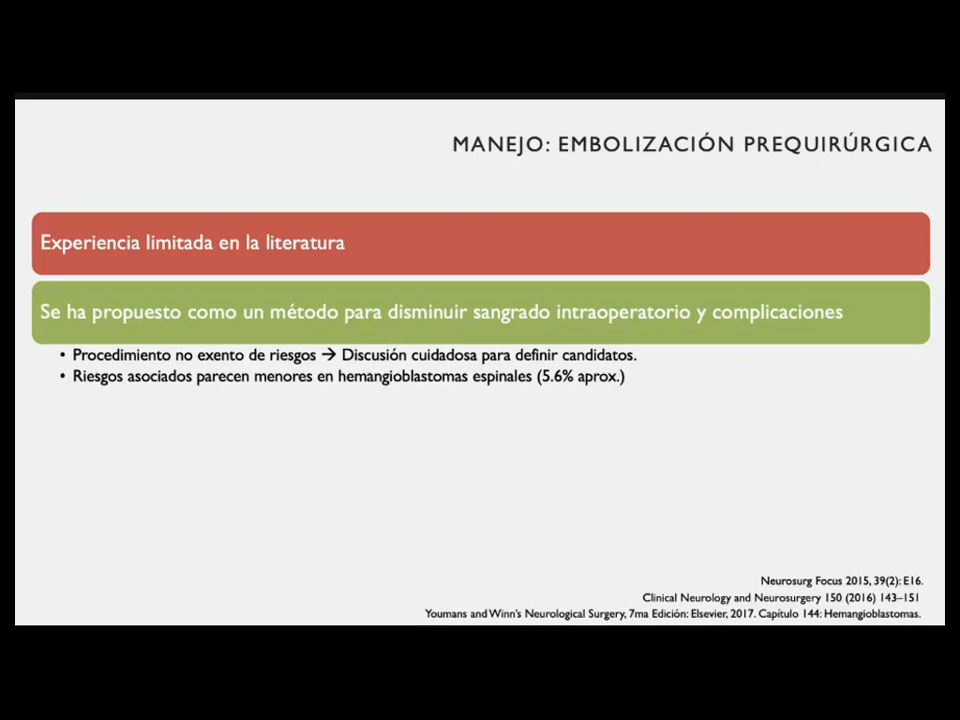 MANEJO: EMBOLIZACIÓN PREQUIRÚRGICA
Experiencia limitada en la literatura
Se ha propuesto como un método para disminuir sangrado intraoperatorio y complicaciones
• Procedimiento no exento de riesgos → Discusión cuidadosa para definir candidatos.
• Riesgos asociados parecen menores en hemangioblastomas espinales (5.6% aprox.)
Neurosurg Focus 2015, 39(2): E16.
Clinical Neurology and Neurosurgery 150 (2016) 143–151
Youmans and Winn's Neurological Surgery, 7ma Edición: Elsevier, 2017. Capítulo 144: Hemangioblastomas.